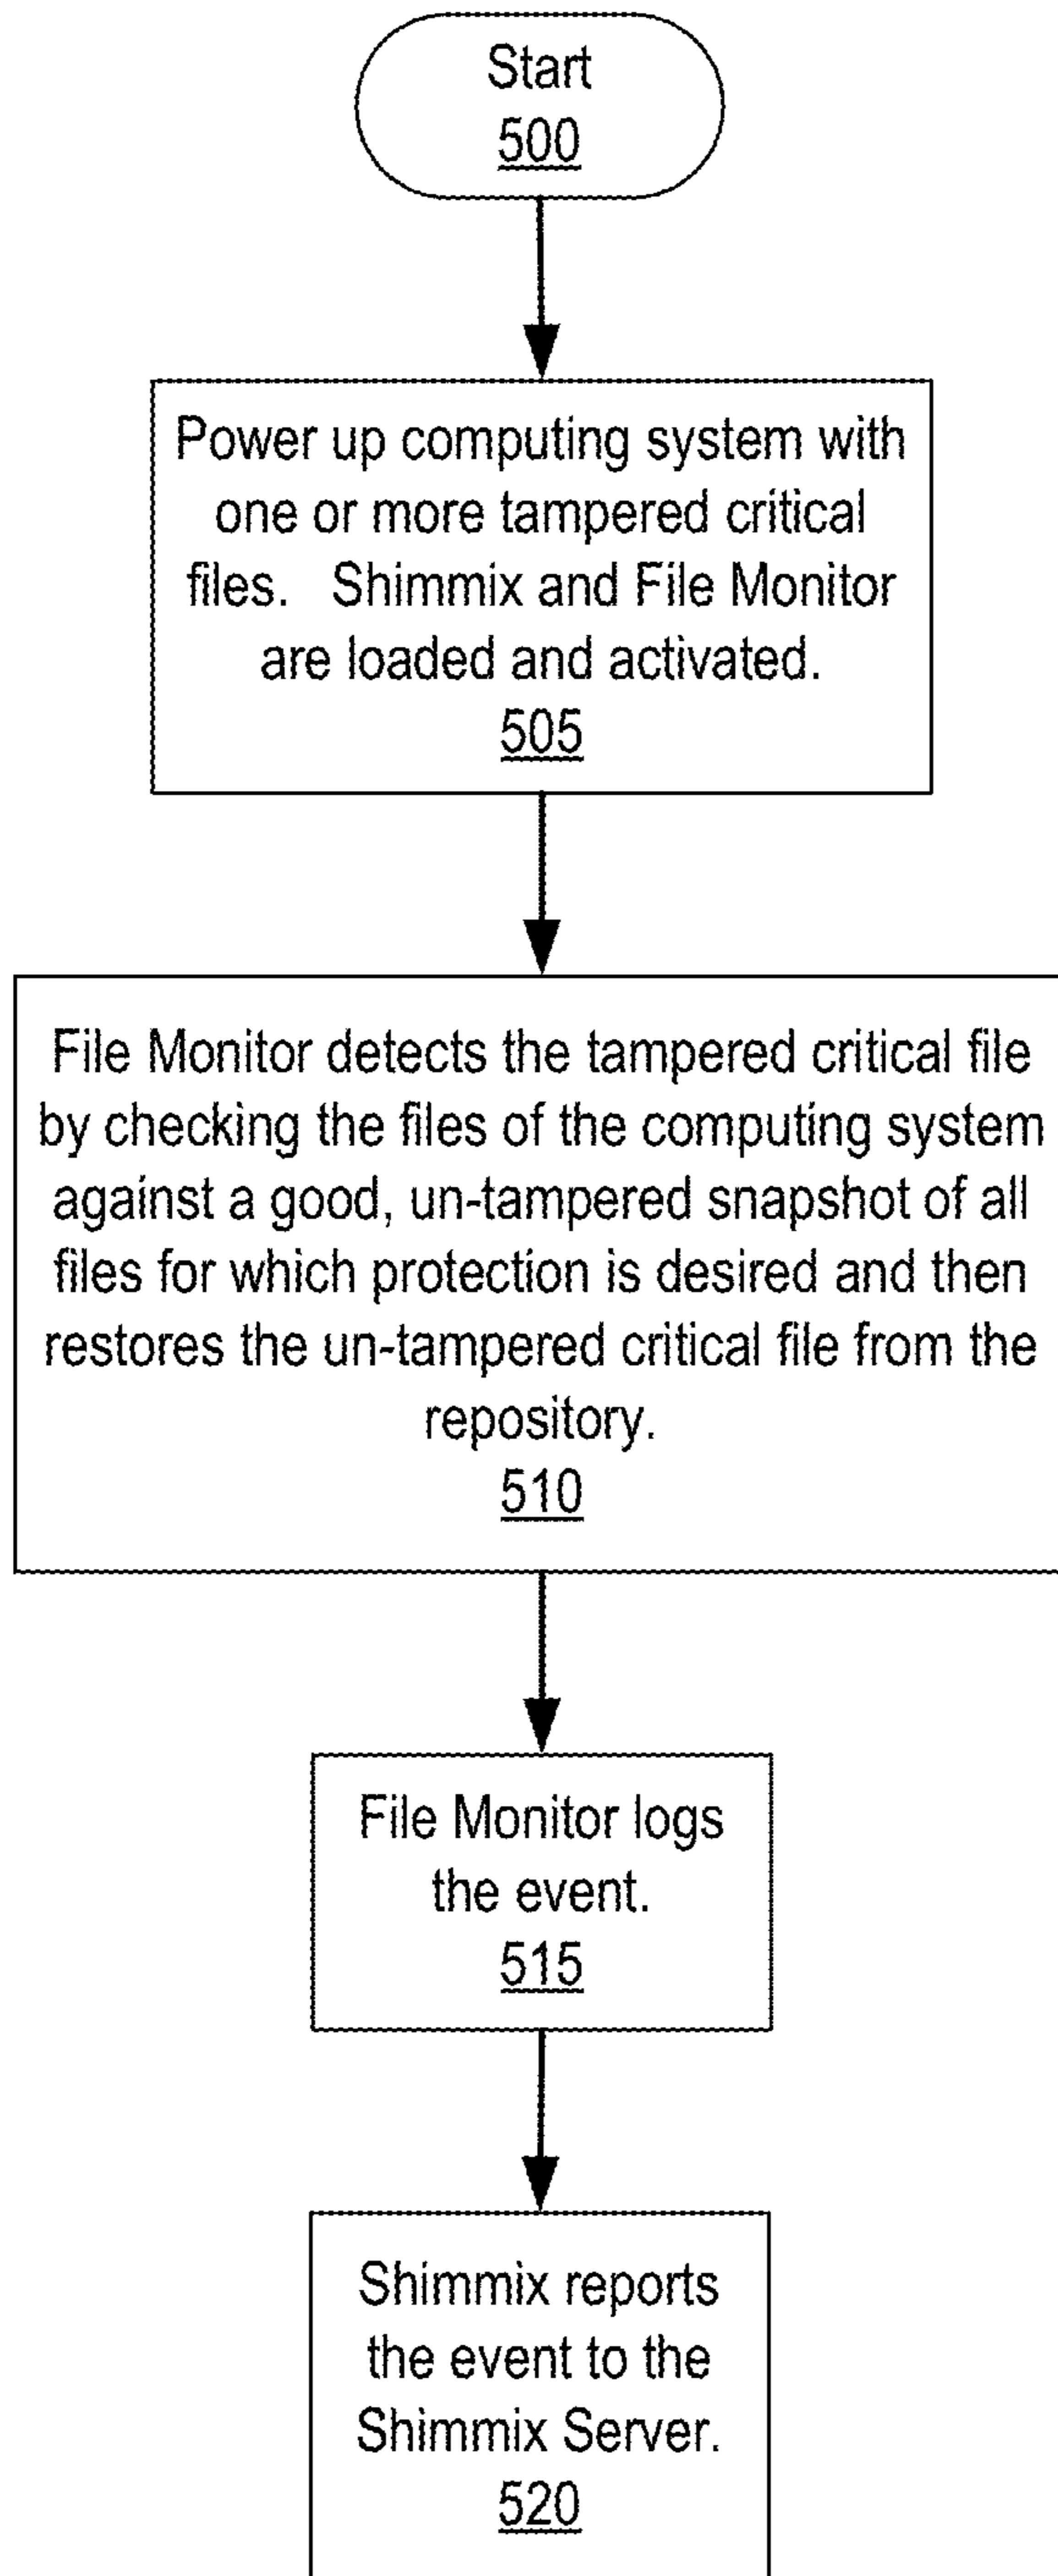 Start
500
Power up computing system with
one or more tampered critical
files.   Shimmix and File Monitor
are loaded and activated.
505
File Monitor detects the tampered critical file
by checking the files of the computing system
against a good, un-tampered snapshot of all
files for which protection is desired and then
restores the un-tampered critical file from the
repository.
510
File Monitor logs
the event.
515
Shimmix reports
the event to the
Shimmix Server.
520